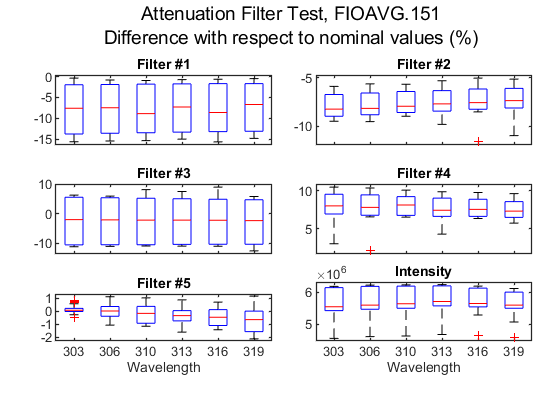 Attenuation Filter Test, FIOAVG.151
Difference with respect to nominal values (%)
Filter #1
0
-5
-10
-15
Filter #2
-5
-10
Filter #3
10
0
-10
Filter #4
10
5
Filter #5
1
0
-1
-2
303 306 310 313 316 319
Wavelength
Intensity
×10^6
6
5
303 306 310 313 316 319
Wavelength